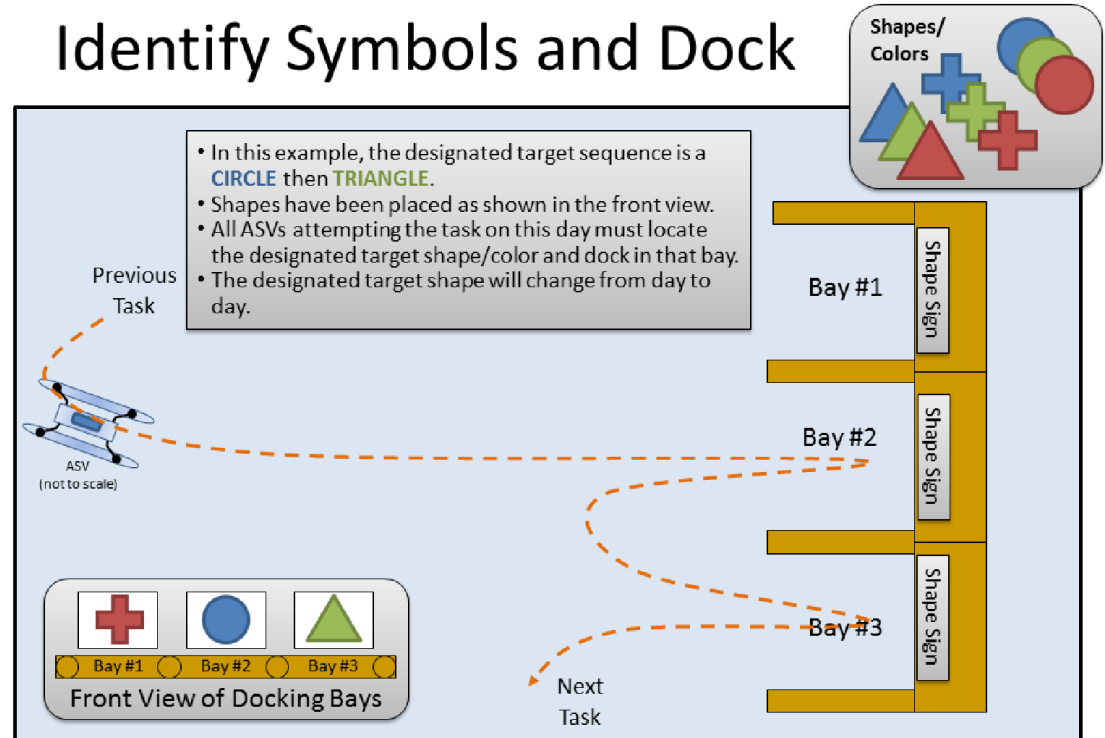 Identify Symbols and Dock
Shapes/
Colors
• In this example, the designated target sequence is a
CIRCLE then TRIANGLE.
• Shapes have been placed as shown in the front view.
• All ASVs attempting the task on this day must locate
the designated target shape/color and dock in that bay.
• The designated target shape will change from day to
day.
Previous
Task
ASV
(not to scale)
Bay #1
Shape Sign
Bay #2
Shape Sign
Bay #3
Shape Sign
Next
Task
Bay #1 Bay #2 Bay #3
Front View of Docking Bays